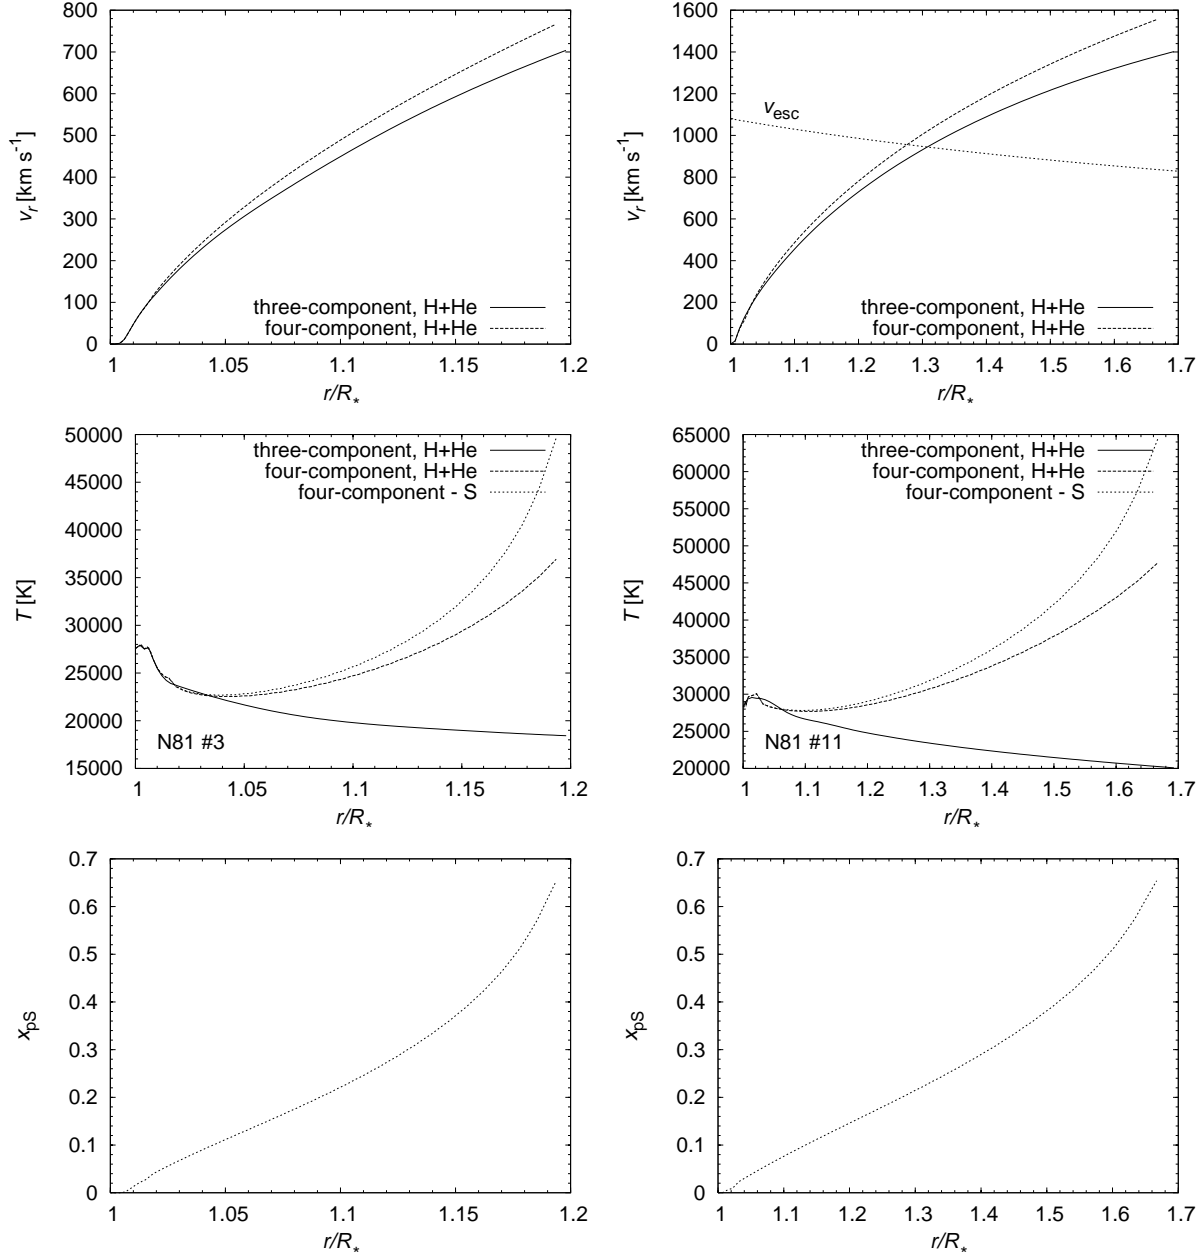 800
700
600
500
400
300
200
100
0
v_r [km s^-1]
three-component, H+He
four-component, H+He
1 1.05 1.1 1.15 1.2
r/R_*
1600
1400
1200
1000
800
600
400
200
0
v_r [km s^-1]
v_esc
three-component, H+He
four-component, H+He
1 1.1 1.2 1.3 1.4 1.5 1.6 1.7
r/R_*
50000
45000
40000
35000
30000
25000
20000
15000
T [K]
three-component, H+He
four-component, H+He
four-component - S
N81 #3
1 1.05 1.1 1.15 1.2
r/R_*
65000
60000
55000
50000
45000
40000
35000
30000
25000
20000
T [K]
three-component, H+He
four-component, H+He
four-component - S
N81 #11
1 1.1 1.2 1.3 1.4 1.5 1.6 1.7
r/R_*
0.7
0.6
0.5
0.4
0.3
0.2
0.1
0
x_pS
1 1.05 1.1 1.15 1.2
r/R_*
0.7
0.6
0.5
0.4
0.3
0.2
0.1
0
x_pS
1 1.1 1.2 1.3 1.4 1.5 1.6 1.7
r/R_*